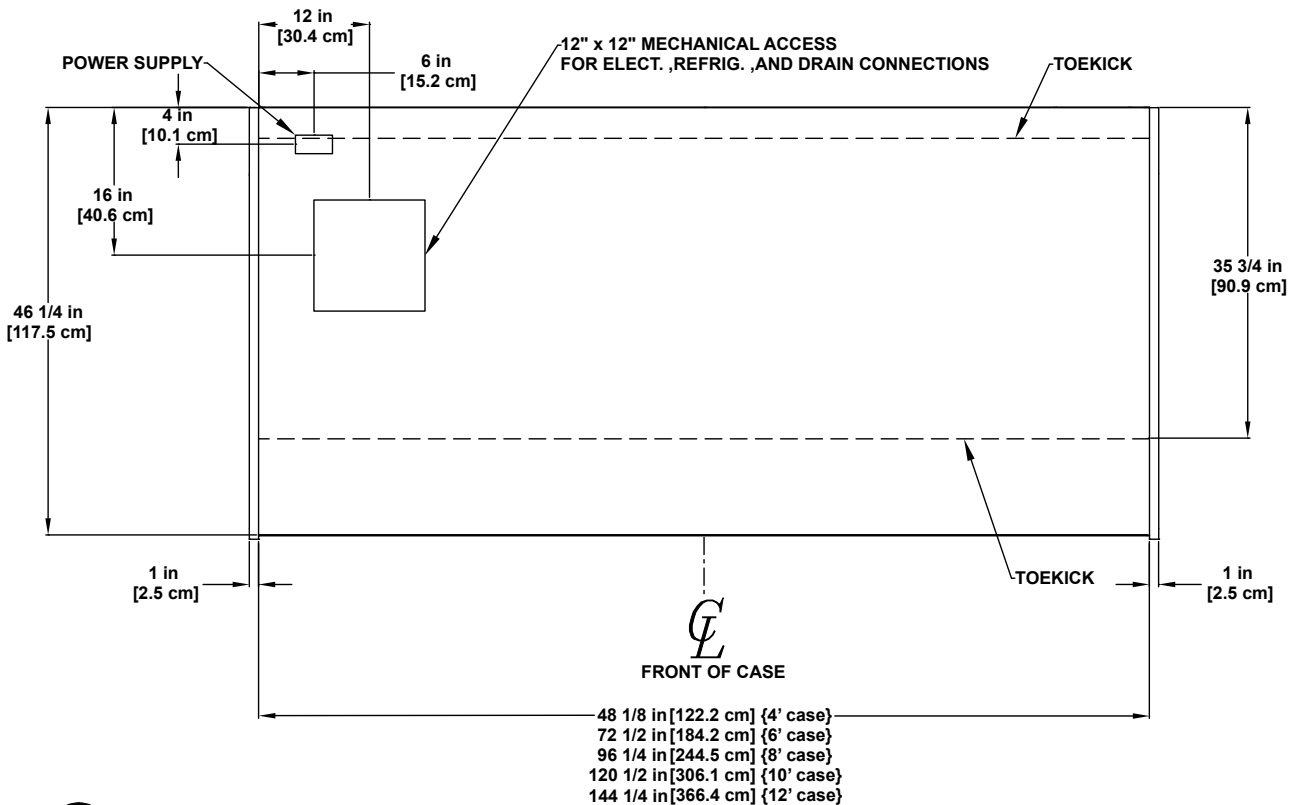 12 in
[30.4 cm]
12" x 12" MECHANICAL ACCESS
FOR ELECT. ,REFRIG. ,AND DRAIN CONNECTIONS
POWER SUPPLY
6 in
[15.2 cm]
TOEKICK
4 in
[10.1 cm]
16 in
[40.6 cm]
35 3/4 in
[90.9 cm]
46 1/4 in
[117.5 cm]
1 in
[2.5 cm]
TOEKICK
1 in
[2.5 cm]
CL
FRONT OF CASE
48 1/8 in [122.2 cm] {4' case}
72 1/2 in [184.2 cm] {6' case}
96 1/4 in [244.5 cm] {8' case}
120 1/2 in [306.1 cm] {10' case}
144 1/4 in [366.4 cm] {12' case}